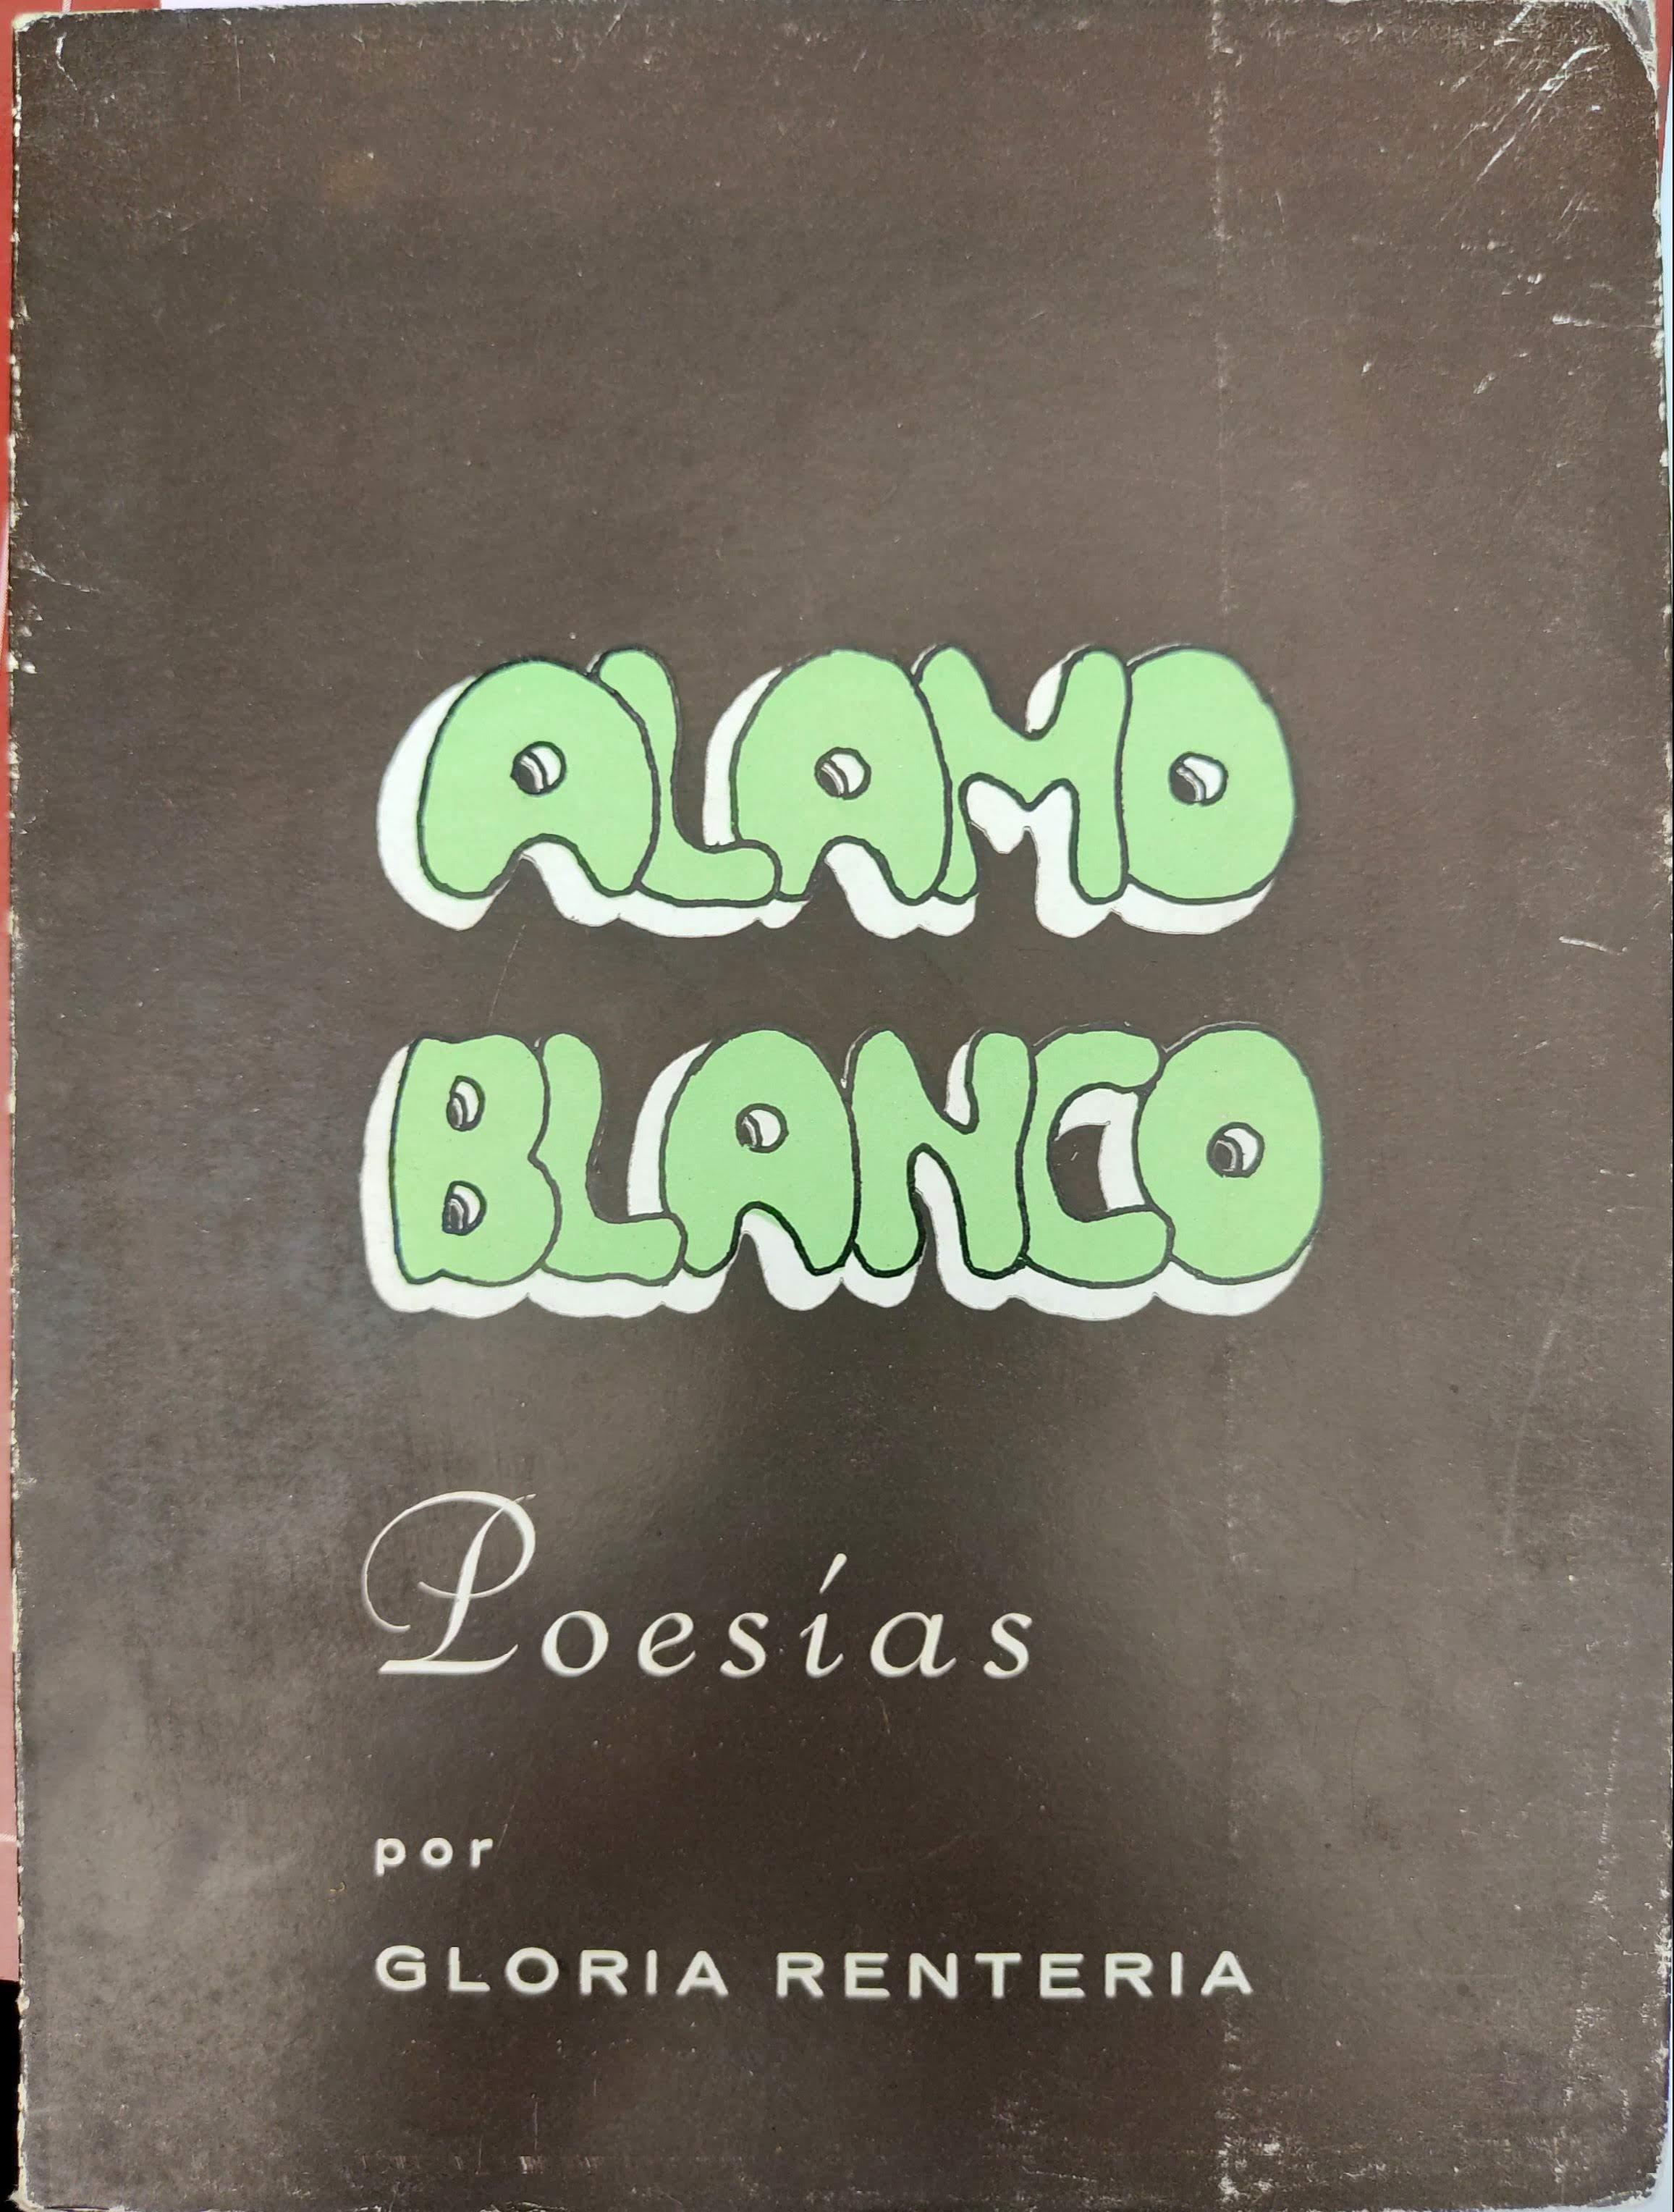 ALAMO
BLANCO
Poesías
por
GLORIA RENTERIA